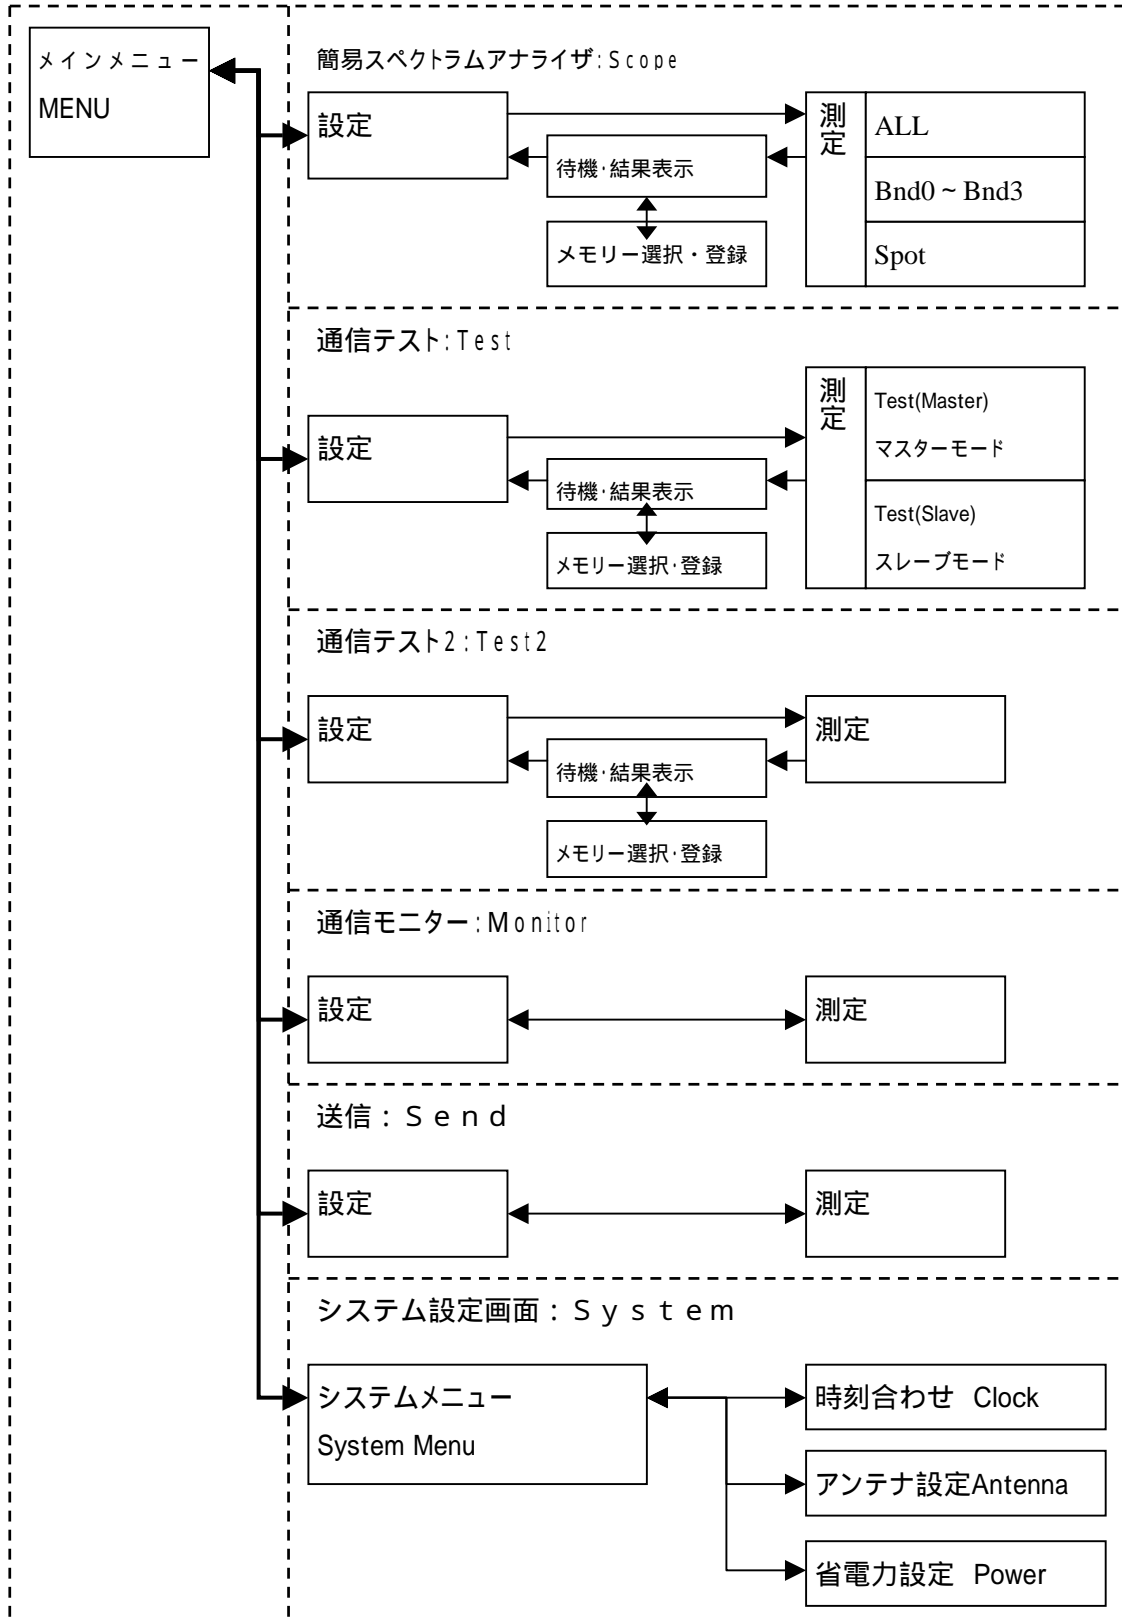 メインメニュー
MENU
簡易スペクトラムアナライザ:Scope
設定
測定
ALL
待機･結果表示
Bnd0 ~ Bnd3
メモリー選択・登録
Spot
通信テスト:Test
設定
測定
Test(Master)
マスターモード
待機･結果表示
Test(Slave)
メモリー選択･登録
スレーブモード
通信テスト2:Test2
設定
測定
待機･結果表示
メモリー選択･登録
通信モニター:Monitor
設定
測定
送信：Ｓｅｎｄ
設定
測定
システム設定画面：Ｓｙｓｔｅｍ
システムメニュー
System Menu
時刻合わせ Clock
アンテナ設定Antenna
省電力設定 Power